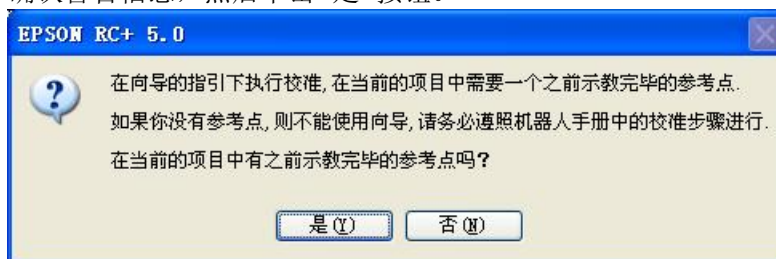 EPSON RC+ 5.0
在向导的指引下执行校准,在当前的项目中需要一个之前示教完毕的参考点.
如果你没有参考点,则不能使用向导,请务必遵照机器人手册中的校准步骤进行.
在当前的项目中有之前示教完毕的参考点吗?
是(Y) 否(N)